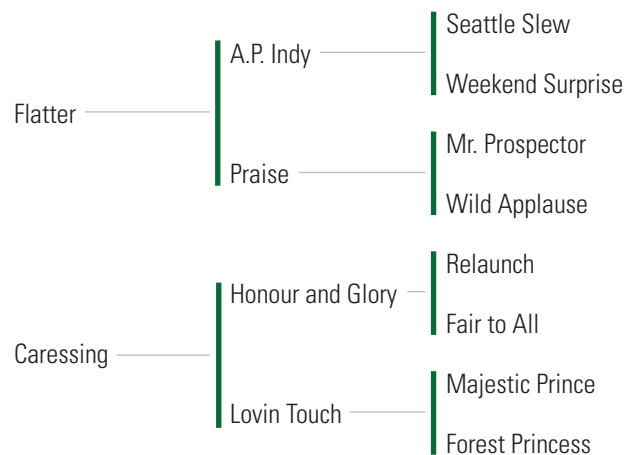 Seattle Slew
A.P. Indy
Weekend Surprise
Flatter
Mr. Prospector
Praise
Wild Applause
Relaunch
Honour and Glory
Fair to All
Caressing
Majestic Prince
Lovin Touch
Forest Princess